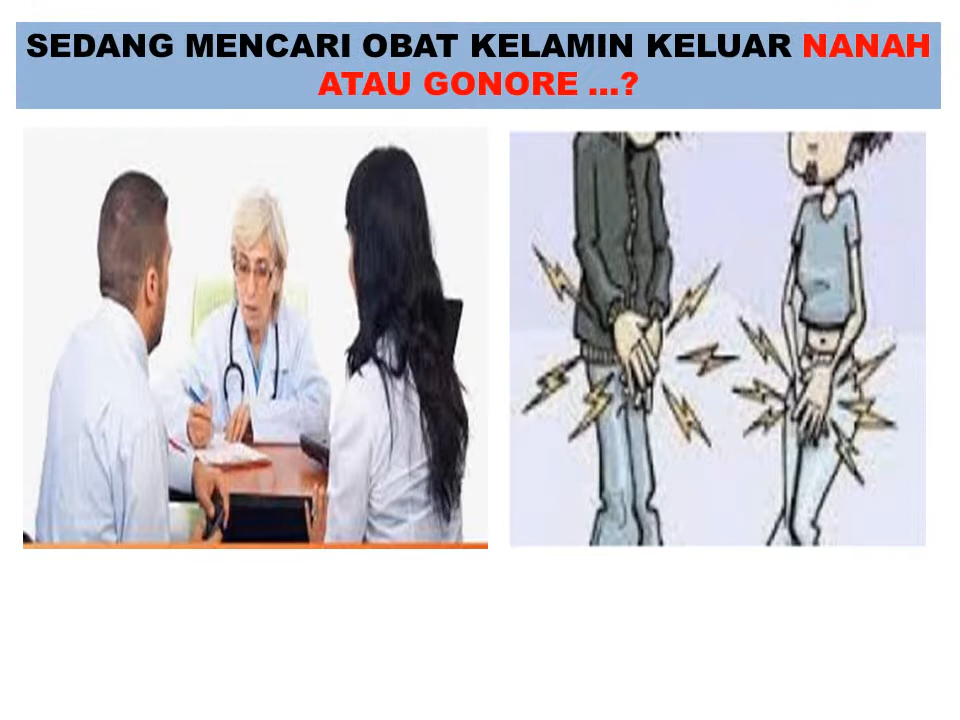 SEDANG MENCARI OBAT KELAMIN KELUAR NANAH
ATAU GONORE ...?